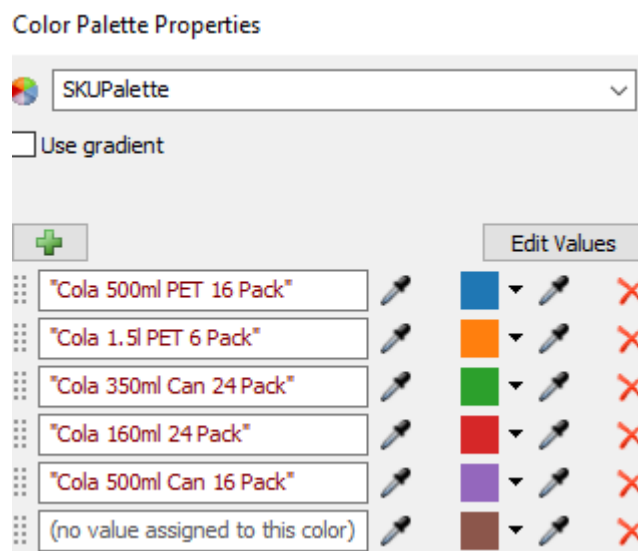 Color Palette Properties
SKUPalette
Use gradient
Edit Values
"Cola 500ml PET 16 Pack"
"Cola 1.5l PET 6 Pack"
"Cola 350ml Can 24 Pack"
"Cola 160ml 24 Pack"
"Cola 500ml Can 16 Pack"
(no value assigned to this color)